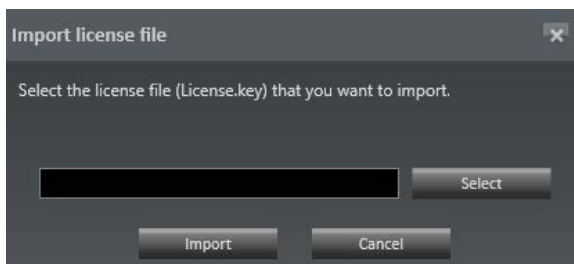 Import license file
Select the license file (License.key) that you want to import.
Select
Import
Cancel